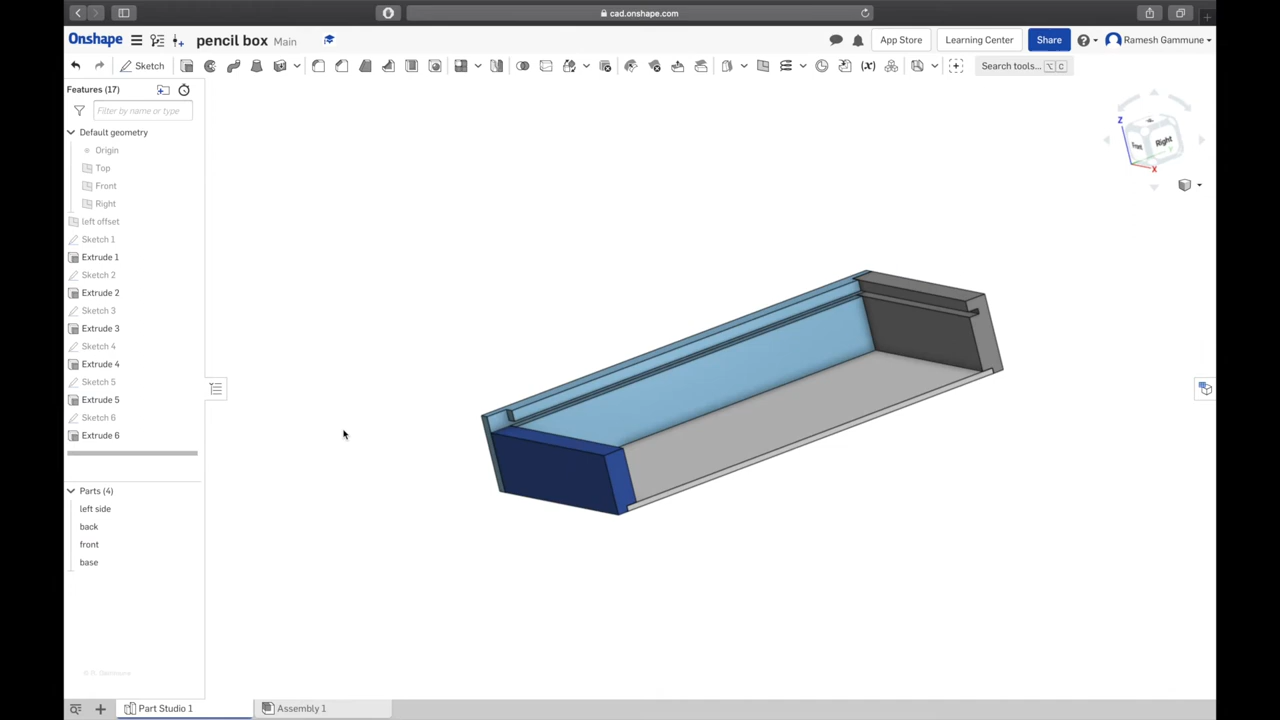 cad.onshape.com
Onshape
pencil box Main
App Store
Learning Center
Share
Ramesh Gammune
Sketch
Search tools... ⌥ C
Features (17)
Filter by name or type
Default geometry
Origin
Top
Front
Right
left offset
Sketch 1
Extrude 1
Sketch 2
Extrude 2
Sketch 3
Extrude 3
Sketch 4
Extrude 4
Sketch 5
Extrude 5
Sketch 6
Extrude 6
Parts (4)
left side
back
front
base
Z
Front
Right
X
Part Studio 1
Assembly 1